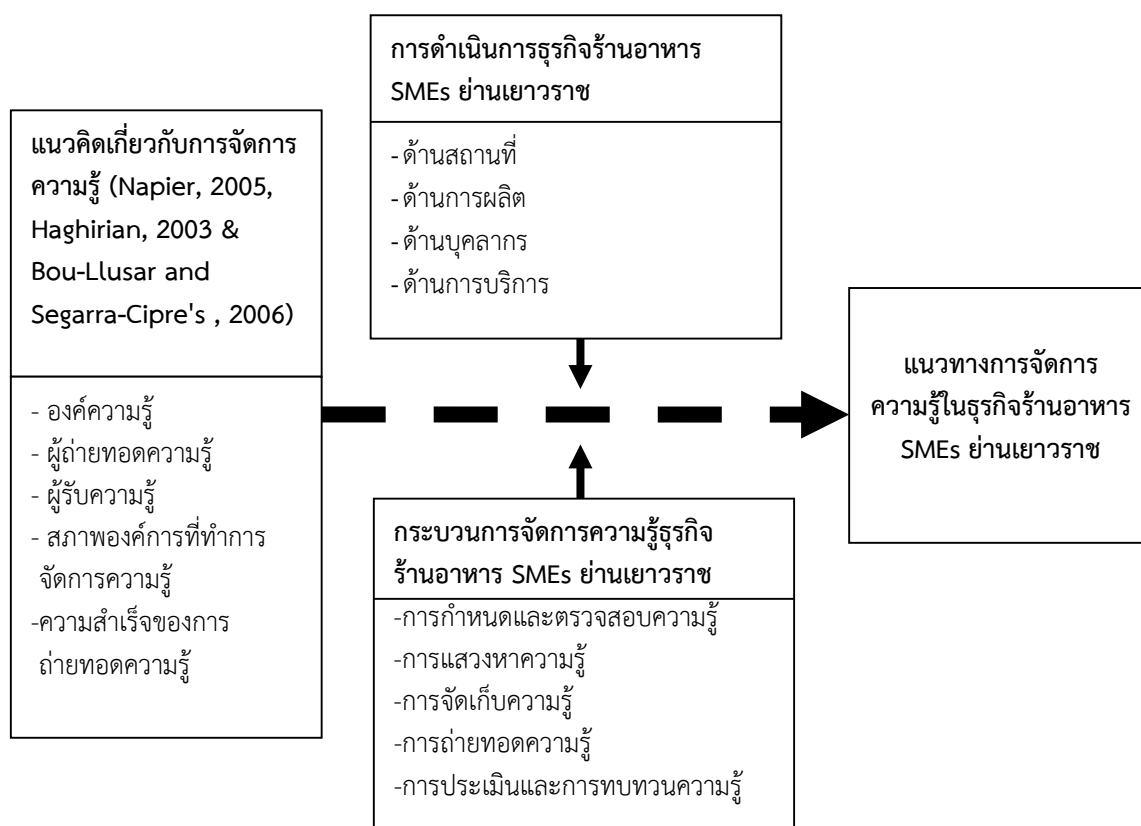 แนวคิดเกี่ยวกับการจัดการ
ความรู้ (Napier, 2005,
Haghirian, 2003 &
Bou-Llusar and
Segarra-Cipre's , 2006)
- องค์ความรู้
- ผู้ถ่ายทอดความรู้
- ผู้รับความรู้
- สภาพองค์การที่ทำการ
จัดการความรู้
-ความสำเร็จของการ
ถ่ายทอดความรู้
การดำเนินการธุรกิจร้านอาหาร
SMEs ย่านเยาวราช
- ด้านสถานที่
- ด้านการผลิต
- ด้านบุคลากร
- ด้านการบริการ
กระบวนการจัดการความรู้ธุรกิจ
ร้านอาหาร SMEs ย่านเยาวราช
-การกำหนดและตรวจสอบความรู้
-การแสวงหาความรู้
-การจัดเก็บความรู้
-การถ่ายทอดความรู้
-การประเมินและการทบทวนความรู้
แนวทางการจัดการ
ความรู้ในธุรกิจร้านอาหาร
SMEs ย่านเยาวราช